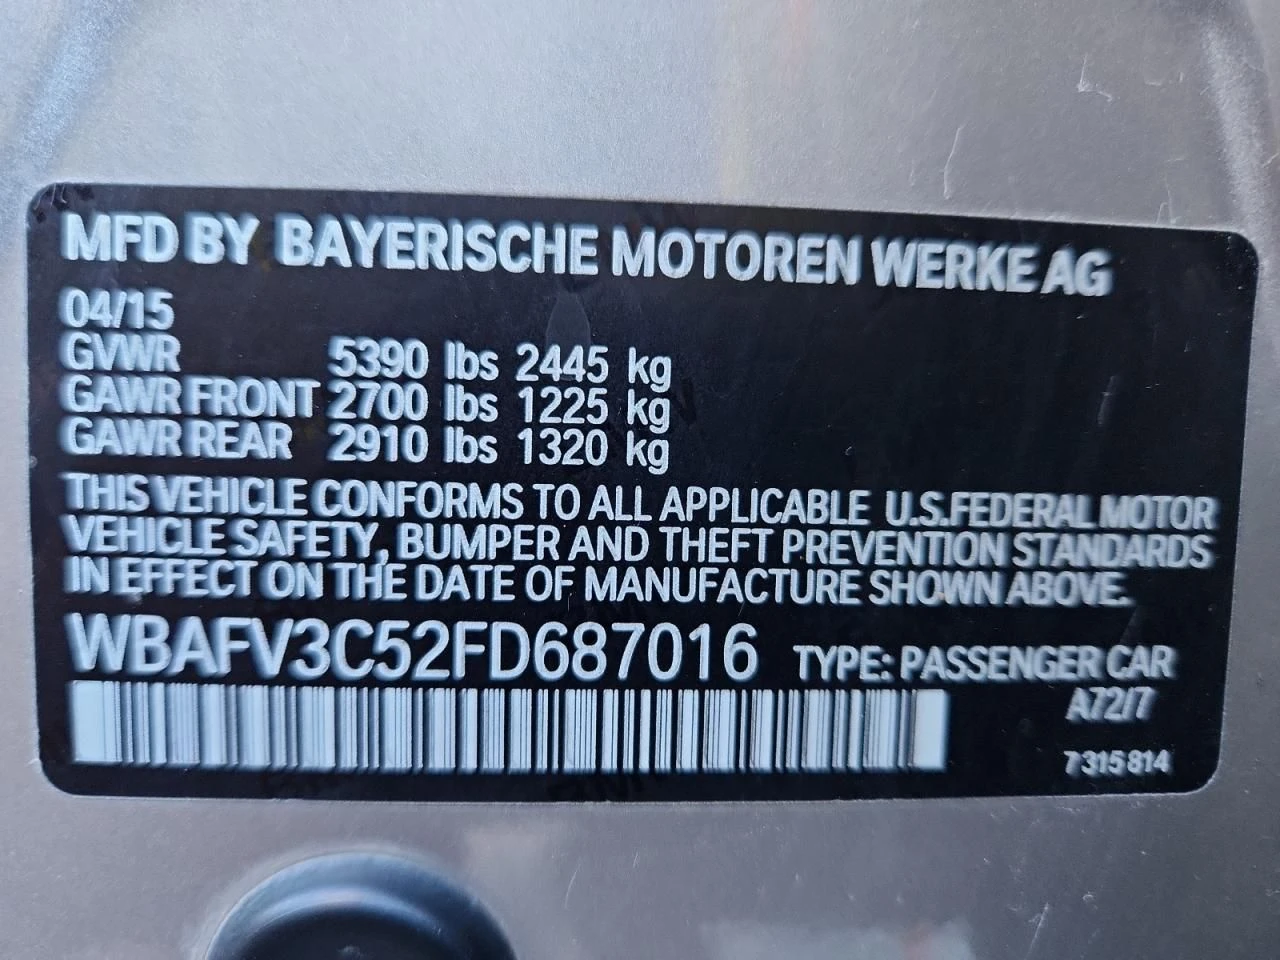 MFD BY BAYERISCHE MOTOREN WERKE AG
04/15
GVWR 5390 lbs 2445 kg
GAWR FRONT 2700 lbs 1225 kg
GAWR REAR 2910 lbs 1320 kg
THIS VEHICLE CONFORMS TO ALL APPLICABLE U.S.FEDERAL MOTOR
VEHICLE SAFETY, BUMPER AND THEFT PREVENTION STANDARDS
IN EFFECT ON THE DATE OF MANUFACTURE SHOWN ABOVE.
WBAFV3C52FD687016 TYPE: PASSENGER CAR
A72/7
7315814